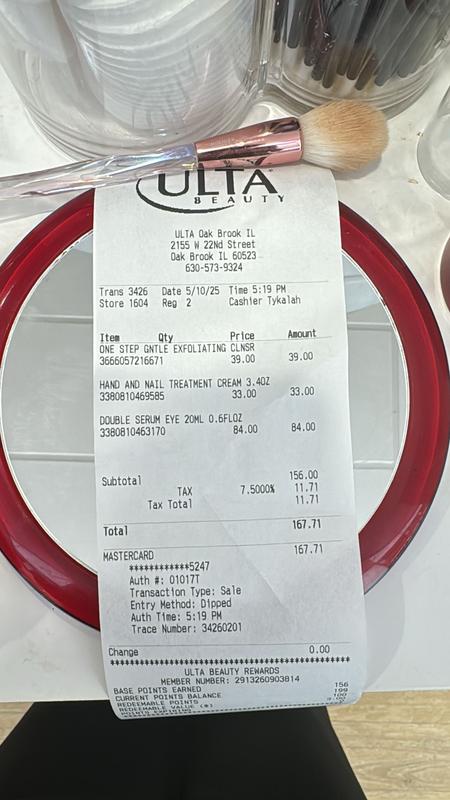 ULTA
BEAUTY
ULTA Oak Brook IL
2155 W 22Nd Street
Oak Brook IL 60523
630-573-9324
Trans 3426 Date 5/10/25 Time 5:19 PM
Store 1604 Reg 2 Cashier Tykalah
Item Qty Price Amount
ONE STEP GNTLE EXFOLIATING CLNSR
3666057216671 39.00 39.00
HAND AND NAIL TREATMENT CREAM 3.4OZ
3380810469585 33.00 33.00
DOUBLE SERUM EYE 20ML 0.6FLOZ
3380810463170 84.00 84.00
Subtotal 156.00
TAX 7.5000% 11.71
Tax Total 11.71
Total 167.71
MASTERCARD 167.71
************5247
Auth #: 01017T
Transaction Type: Sale
Entry Method: Dipped
Auth Time: 5:19 PM
Trace Number: 34260201
Change 0.00
ULTA BEAUTY REWARDS
MEMBER NUMBER: 2913260903814
BASE POINTS EARNED 156
CURRENT POINTS BALANCE 199
REDEEMABLE POINTS 100
REDEEMABLE VALUE ($)
POINTS EXPIRING